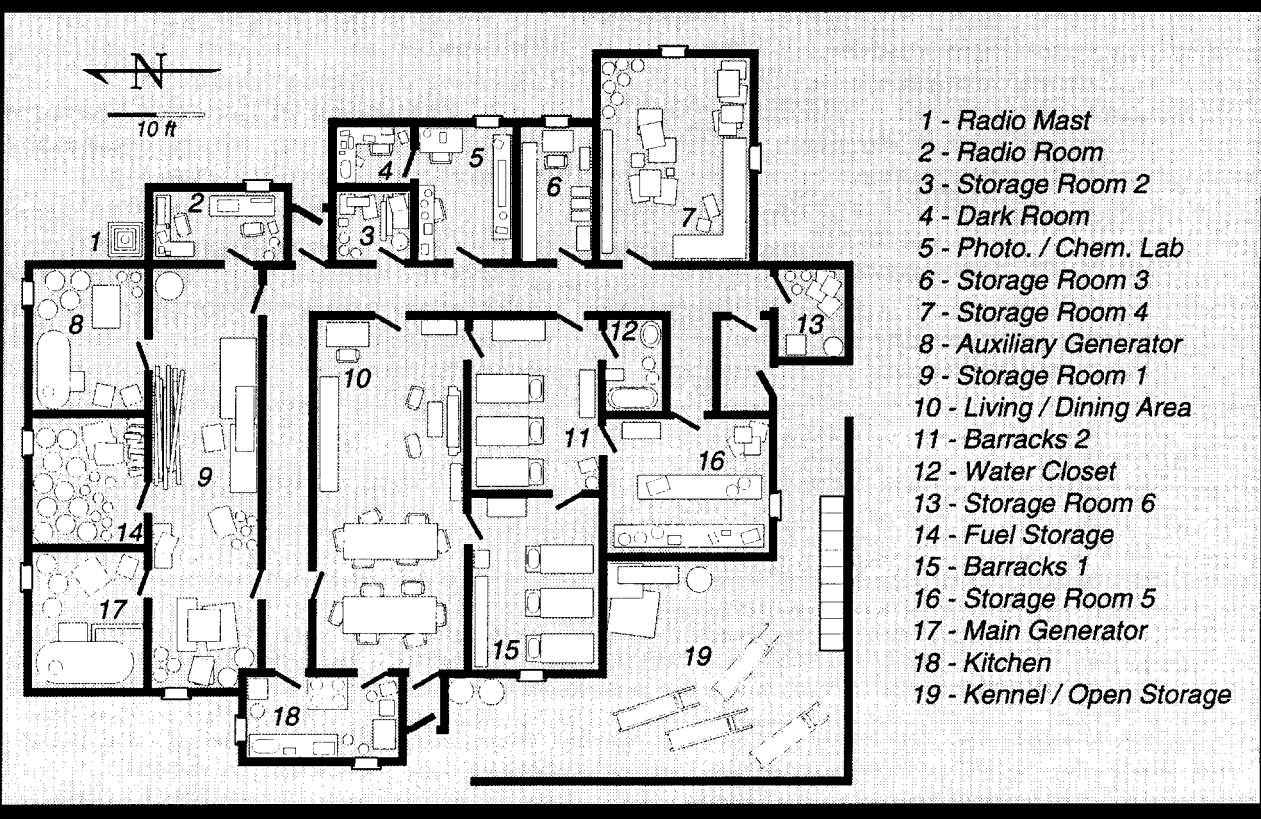 N
10 ft
1
2
3
4
5
6
7
8
9
10
11
12
13
14
15
16
17
18
19
1 - Radio Mast
2 - Radio Room
3 - Storage Room 2
4 - Dark Room
5 - Photo. / Chem. Lab
6 - Storage Room 3
7 - Storage Room 4
8 - Auxiliary Generator
9 - Storage Room 1
10 - Living / Dining Area
11 - Barracks 2
12 - Water Closet
13 - Storage Room 6
14 - Fuel Storage
15 - Barracks 1
16 - Storage Room 5
17 - Main Generator
18 - Kitchen
19 - Kennel / Open Storage